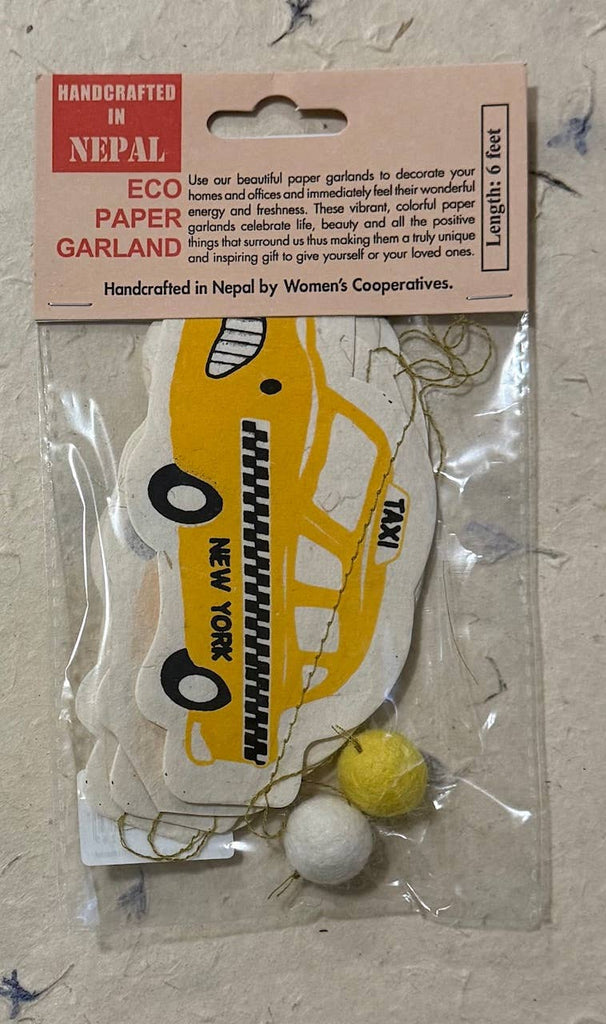 HANDCRAFTED
IN
NEPAL
ECO
PAPER
GARLAND
Use our beautiful paper garlands to decorate your
homes and offices and immediately feel their wonderful
energy and freshness. These vibrant, colorful paper
garlands celebrate life, beauty and all the positive
things that surround us thus making them a truly unique
and inspiring gift to give yourself or your loved ones.
Length: 6 feet
Handcrafted in Nepal by Women's Cooperatives.
TAXI
NEW YORK